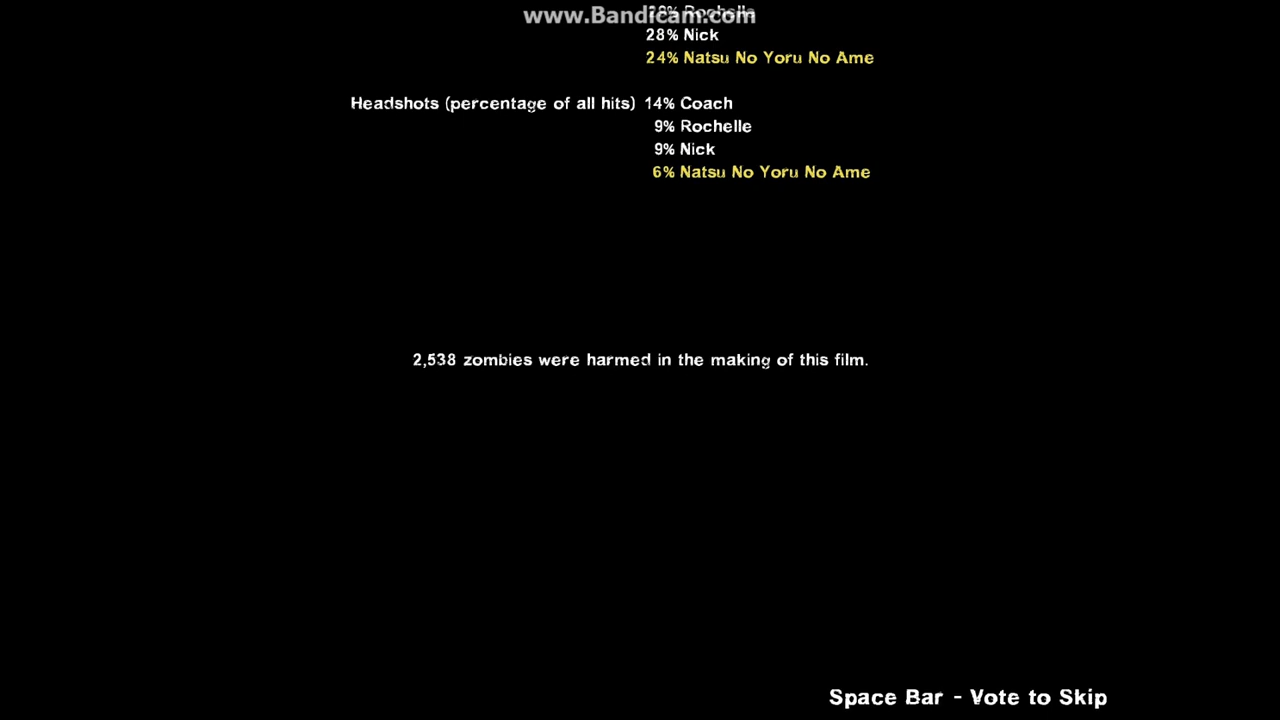 www.Bandicam.com
28% Rochelle
28% Nick
24% Natsu No Yoru No Ame
Headshots (percentage of all hits) 14% Coach
9% Rochelle
9% Nick
6% Natsu No Yoru No Ame
2,538 zombies were harmed in the making of this film.
Space Bar - Vote to Skip